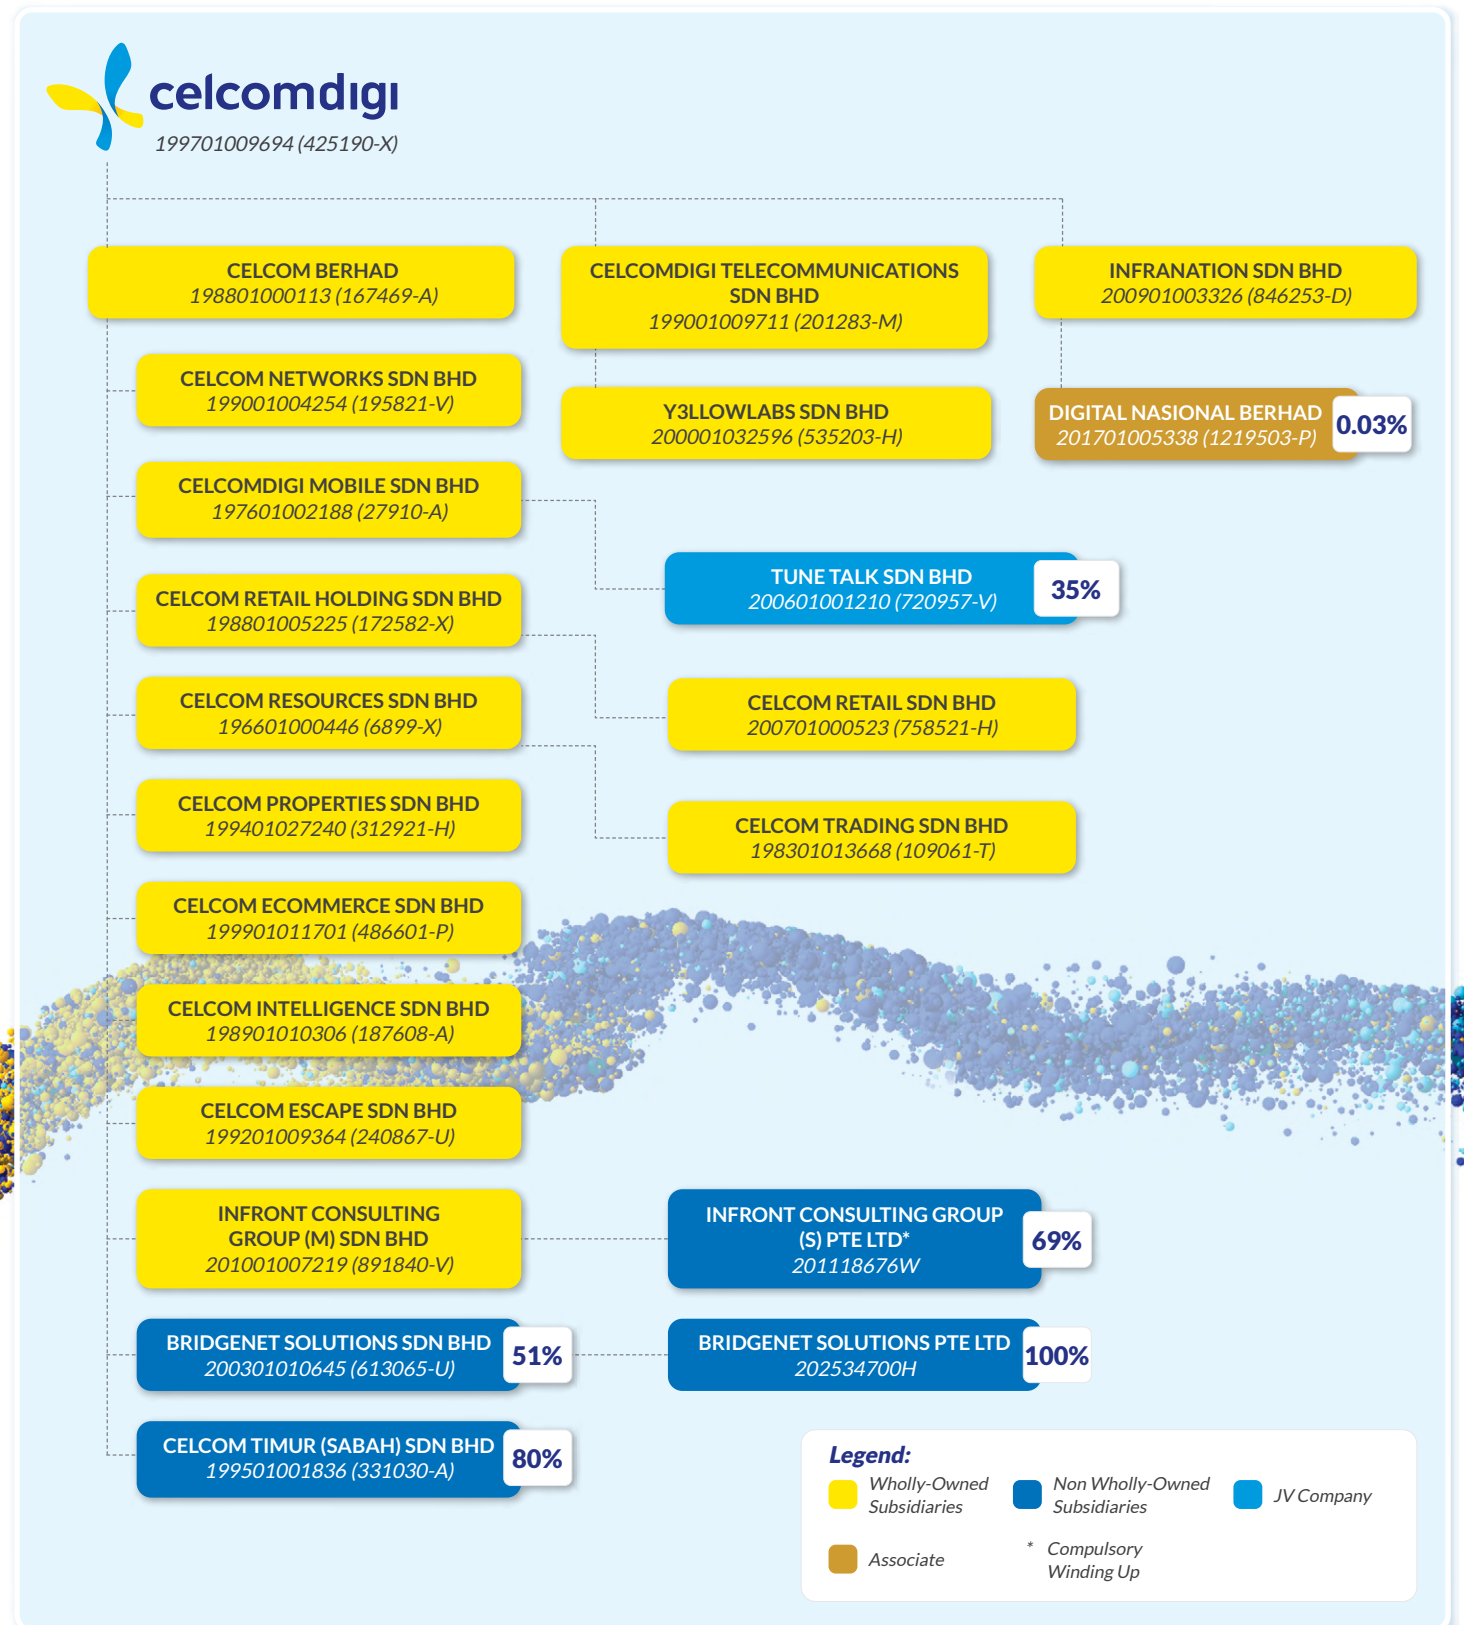 celcomdigi
199701009694 (425190-X)
CELCOM BERHAD
198801000113 (167469-A)
CELCOMDIGI TELECOMMUNICATIONS
SDN BHD
199001009711 (201283-M)
INFRANATION SDN BHD
200901003326 (846253-D)
CELCOM NETWORKS SDN BHD
199001004254 (195821-V)
Y3LLOWLABS SDN BHD
200001032596 (535203-H)
DIGITAL NASIONAL BERHAD
201701005338 (1219503-P)
0.03%
CELCOMDIGI MOBILE SDN BHD
197601002188 (27910-A)
TUNE TALK SDN BHD
200601001210 (720957-V)
35%
CELCOM RETAIL HOLDING SDN BHD
198801005225 (172582-X)
CELCOM RETAIL SDN BHD
200701000523 (758521-H)
CELCOM RESOURCES SDN BHD
196601000446 (6899-X)
CELCOM TRADING SDN BHD
198301013668 (109061-T)
CELCOM PROPERTIES SDN BHD
199401027240 (312921-H)
CELCOM ECOMMERCE SDN BHD
199901011701 (486601-P)
CELCOM INTELLIGENCE SDN BHD
198901010306 (187608-A)
CELCOM ESCAPE SDN BHD
199201009364 (240867-U)
INFRONT CONSULTING
GROUP (M) SDN BHD
201001007219 (891840-V)
INFRONT CONSULTING GROUP
(S) PTE LTD*
201118676W
69%
BRIDGENET SOLUTIONS SDN BHD
200301010645 (613065-U)
51%
BRIDGENET SOLUTIONS PTE LTD
202534700H
100%
CELCOM TIMUR (SABAH) SDN BHD
199501001836 (331030-A)
80%
Legend:
Wholly-Owned
Subsidiaries
Non Wholly-Owned
Subsidiaries
JV Company
Associate
* Compulsory
Winding Up